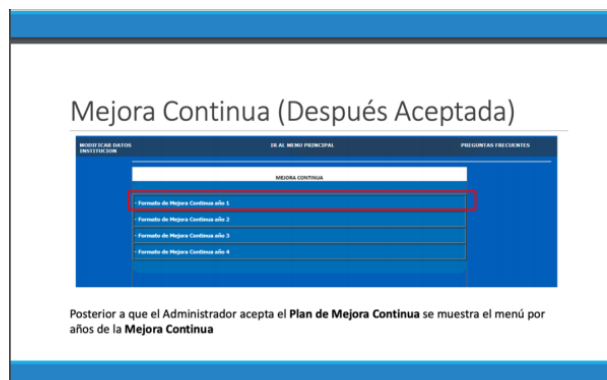 Mejora Continua (Después Aceptada)
MODIFICAR DATOS INSTITUCION
IR AL MENU PRINCIPAL
PREGUNTAS FRECUENTES
MEJORA CONTINUA
- Formato de Mejora Continua año 1
- Formato de Mejora Continua año 2
- Formato de Mejora Continua año 3
- Formato de Mejora Continua año 4
Posterior a que el Administrador acepta el Plan de Mejora Continua se muestra el menú por
años de la Mejora Continua